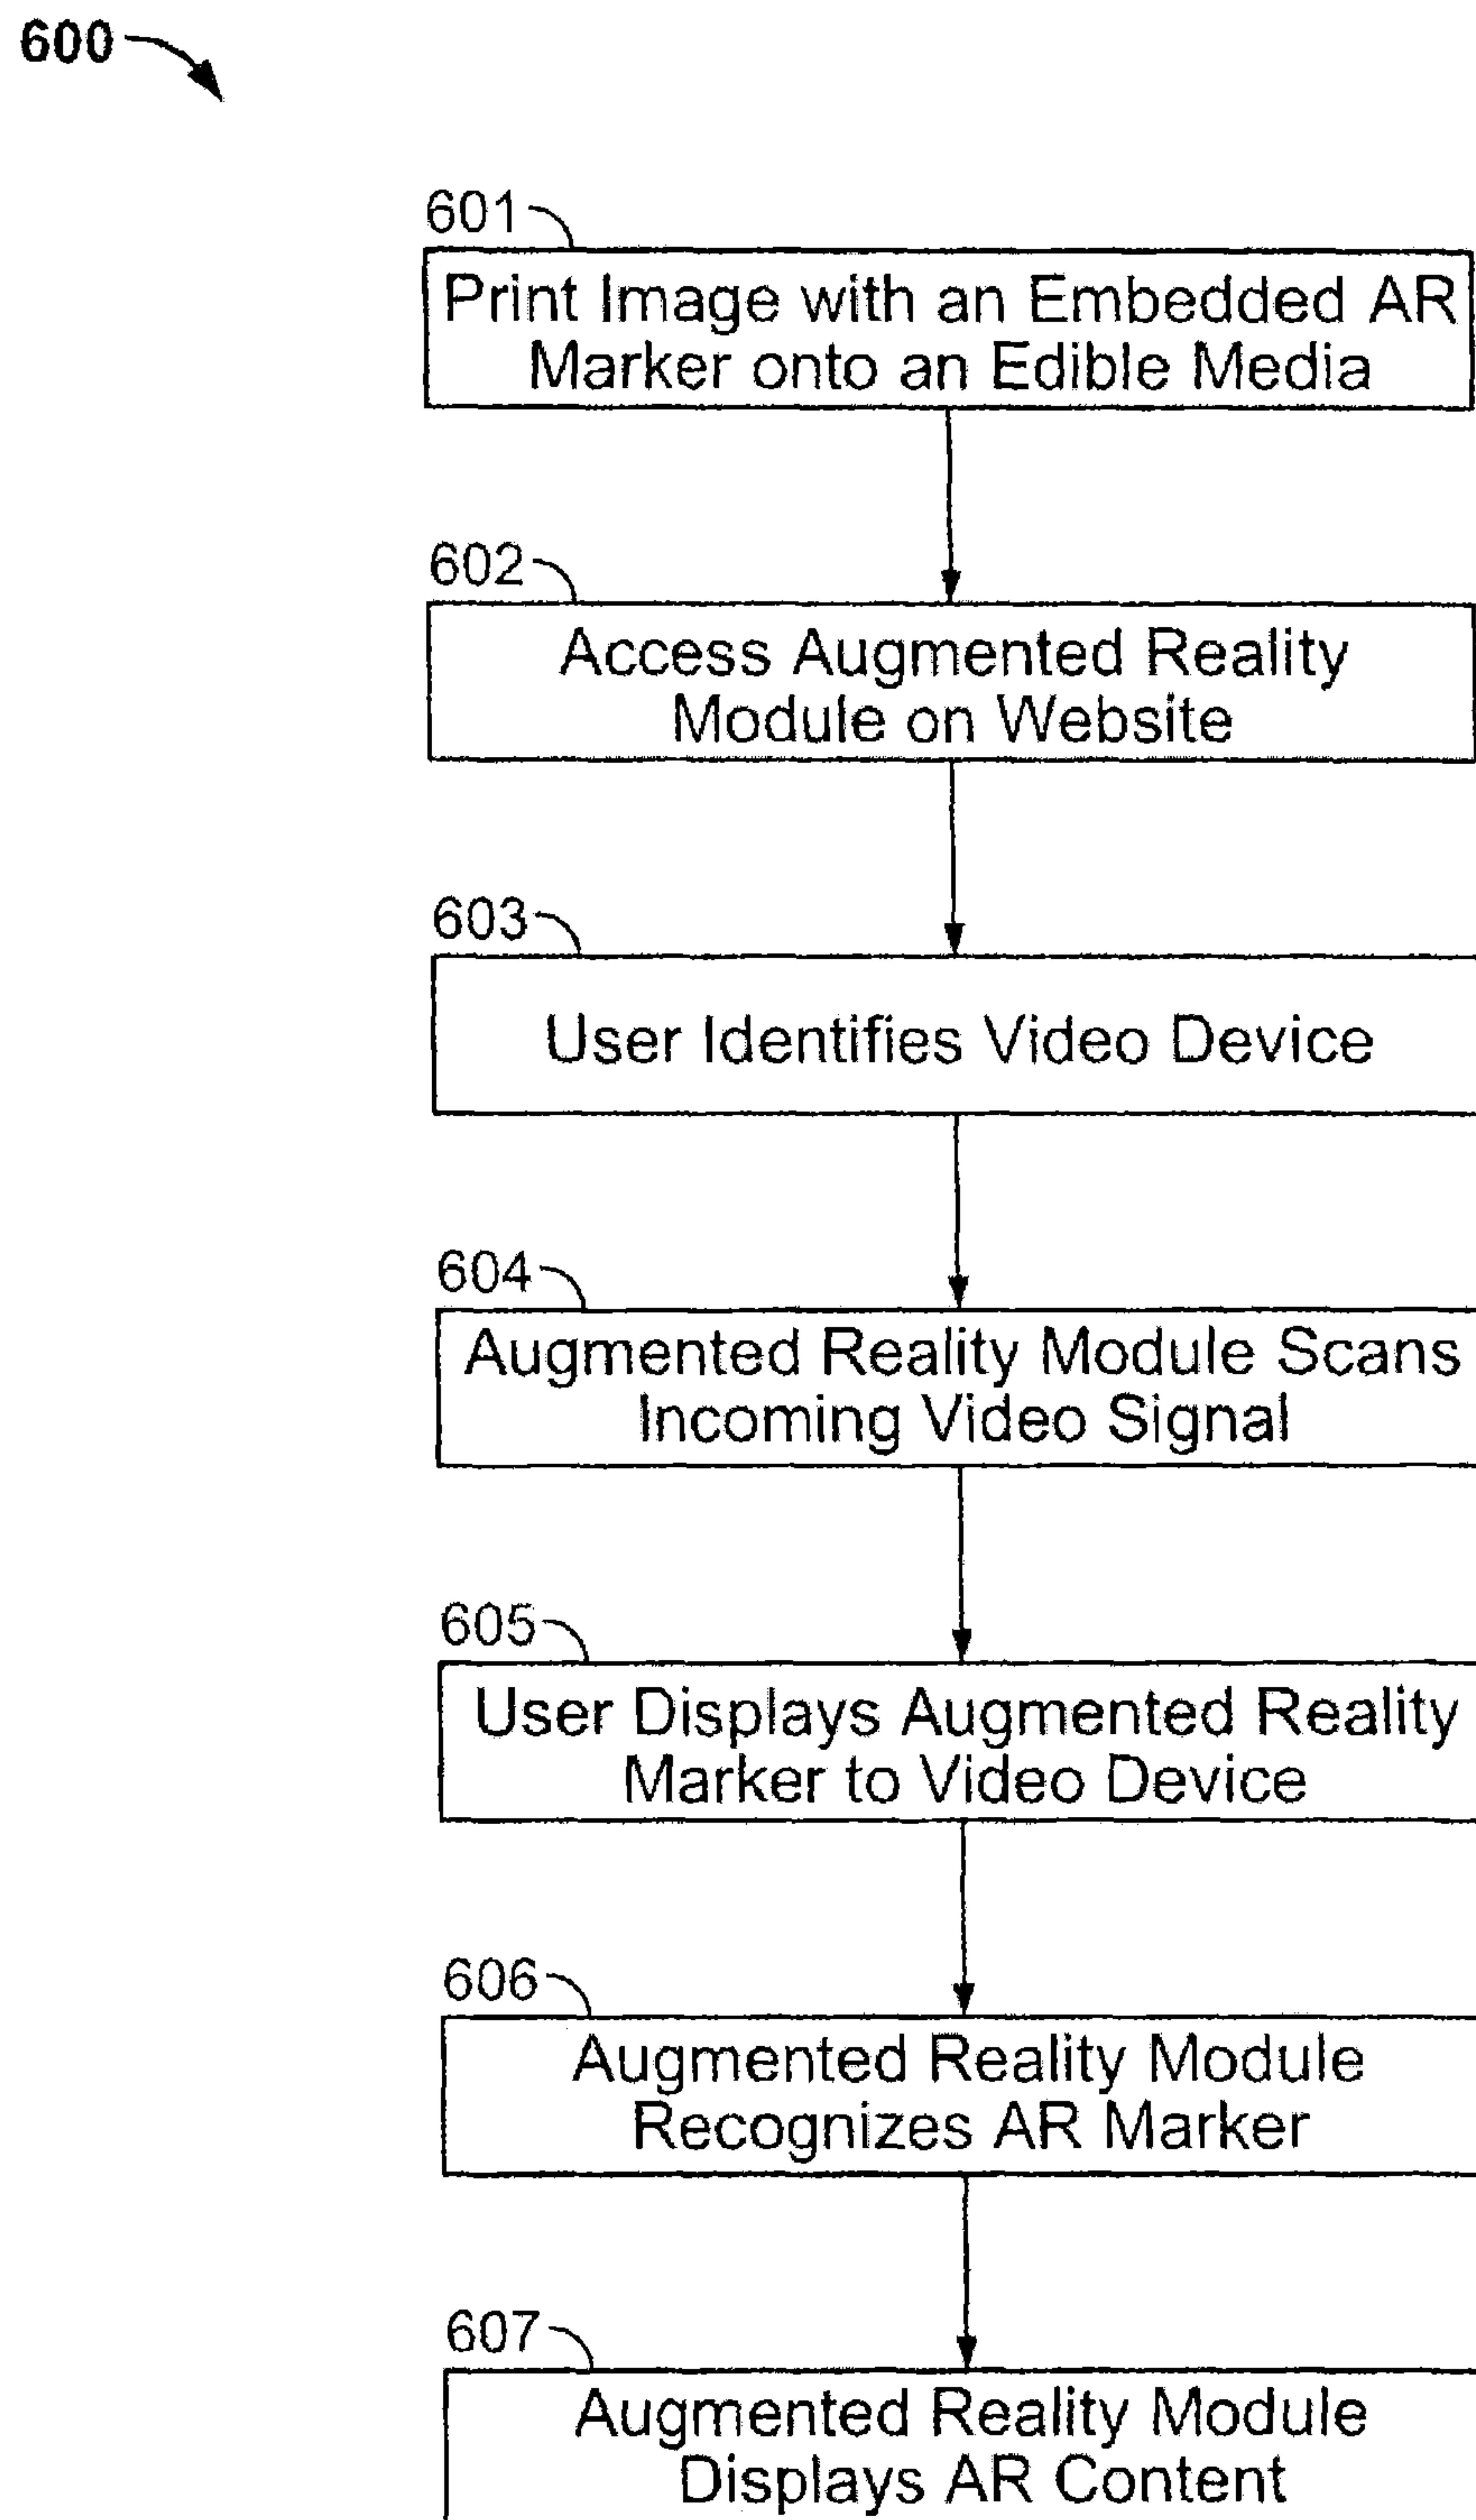 600
601
Print Image with an Embedded AR
Marker onto an Edible Media
602
Access Augmented Reality
Module on Website
603
User Identifies Video Device
604
Augmented Reality Module Scans
Incoming Video Signal
605
User Displays Augmented Reality
Marker to Video Device
606
Augmented Reality Module
Recognizes AR Marker
607
Augmented Reality Module
Displays AR Content